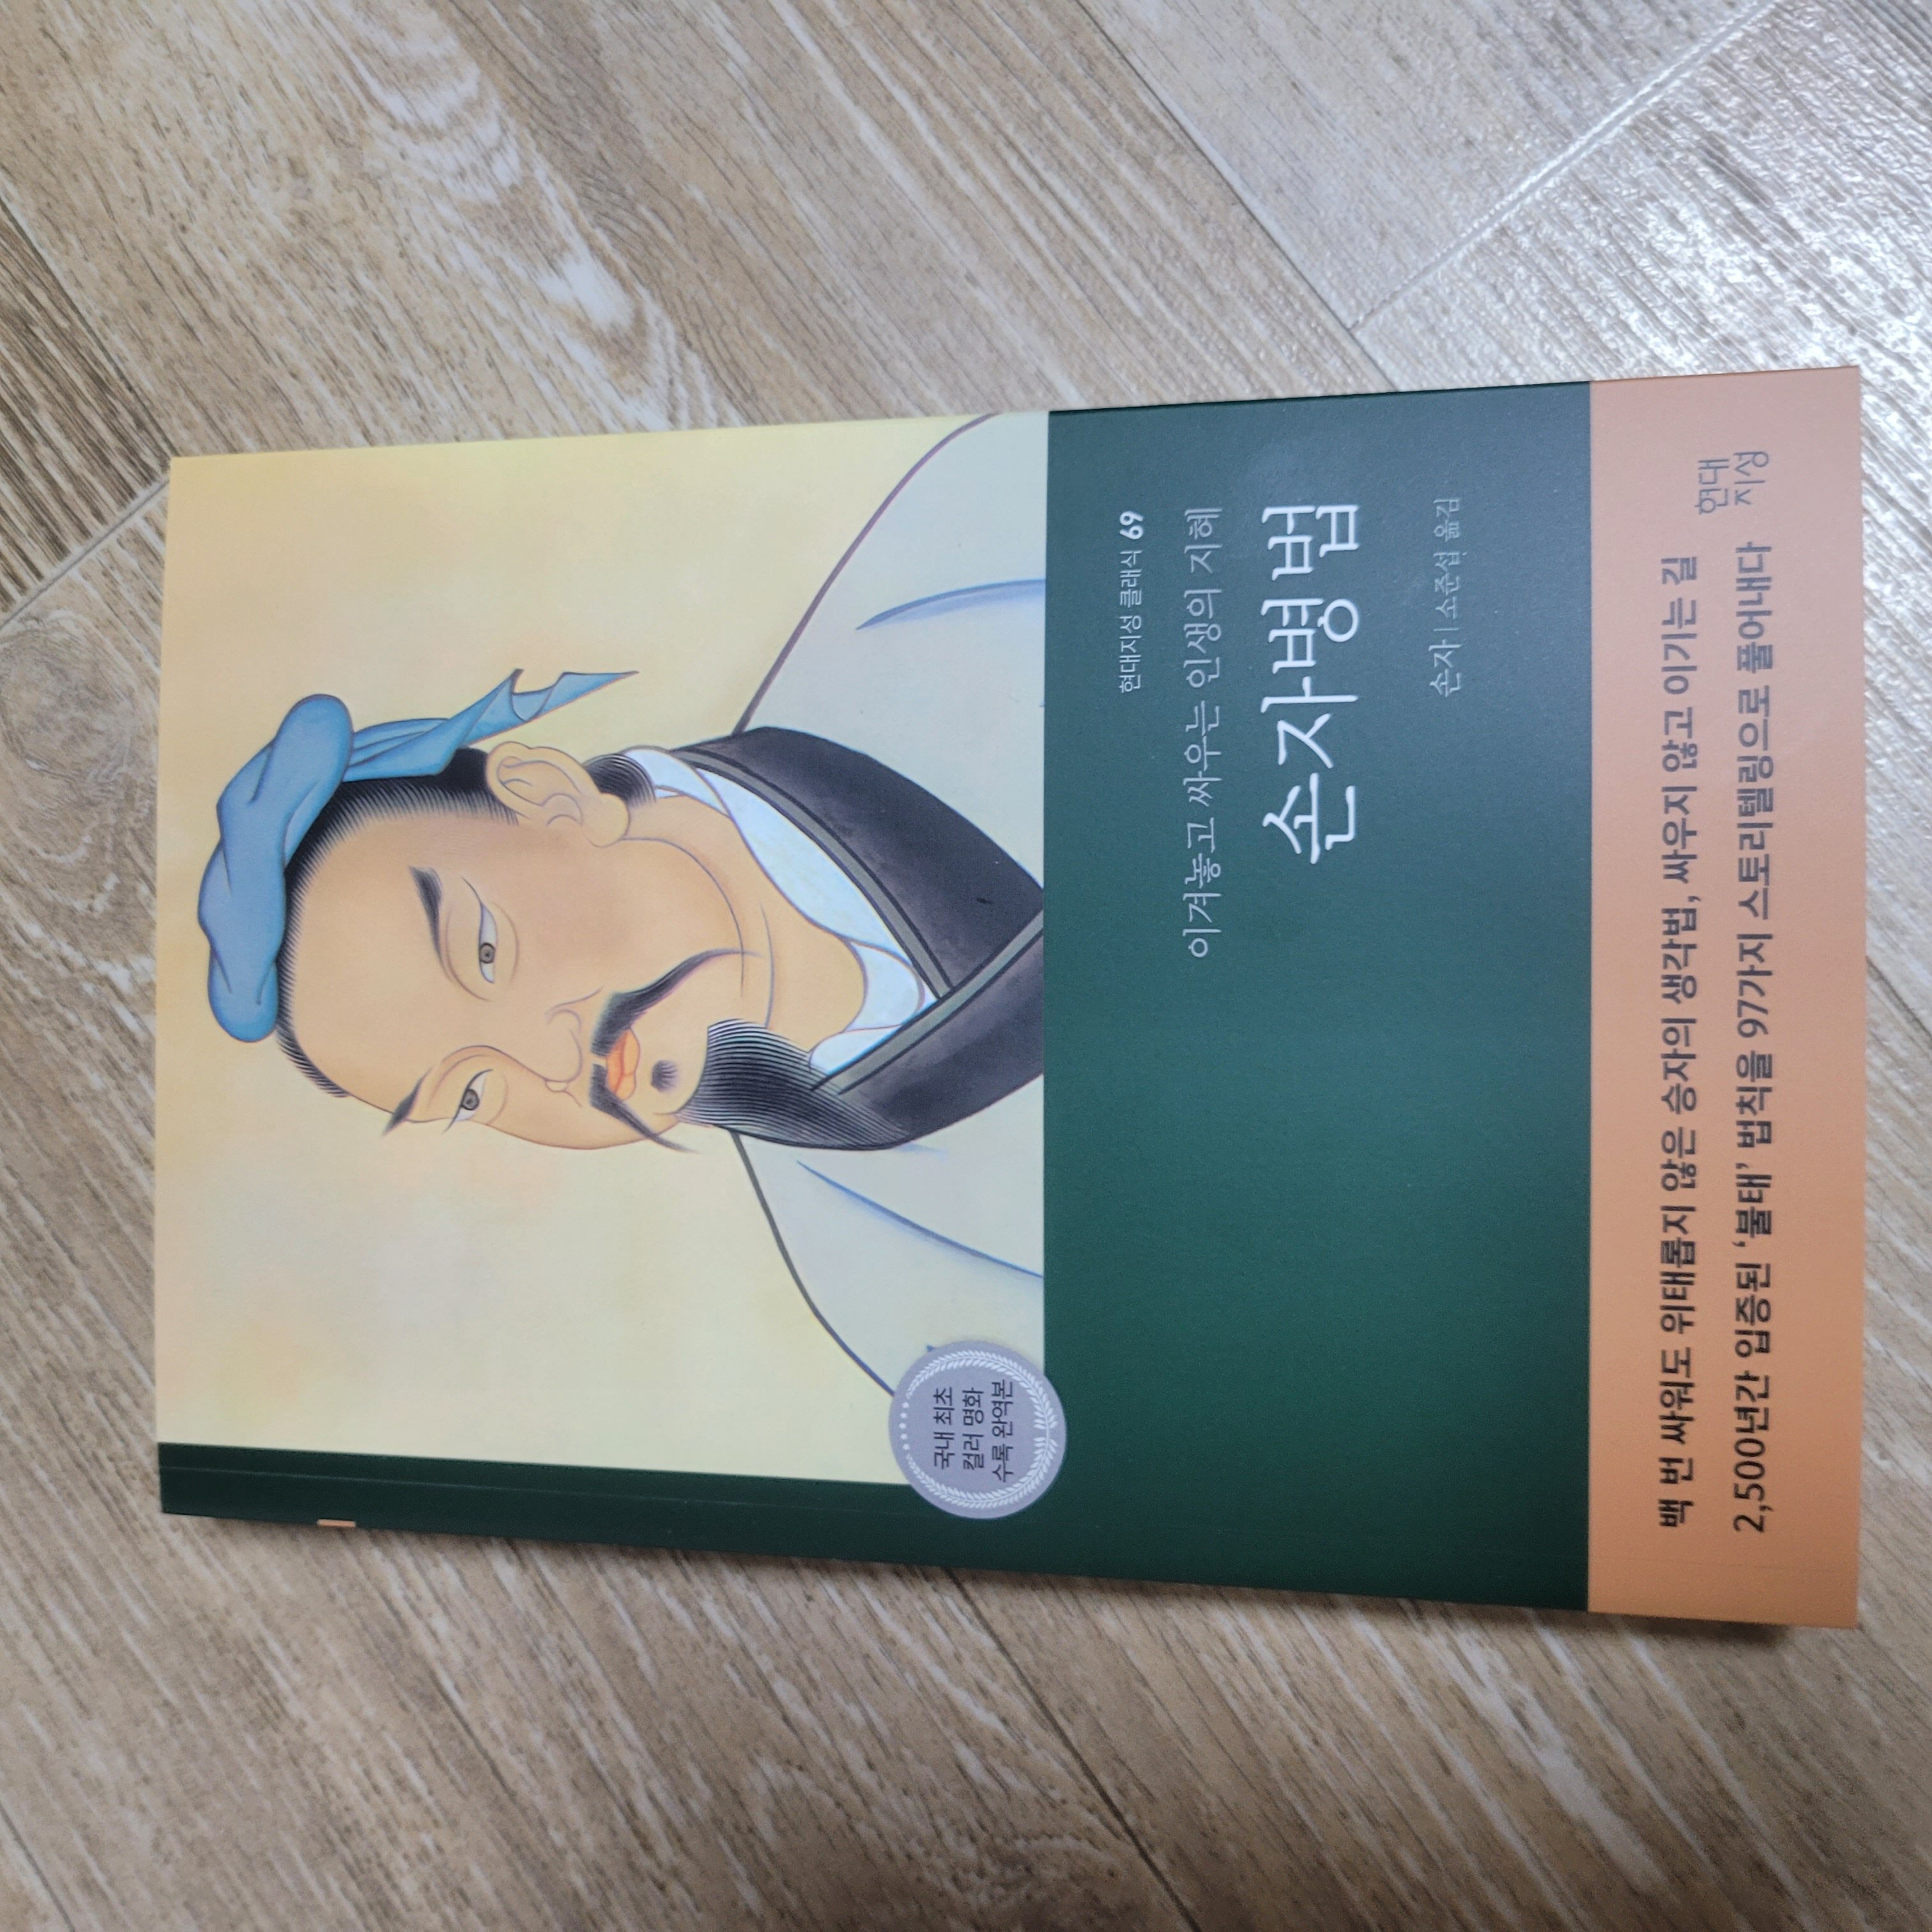 국내 최초
컬러 명화
수록 완역본
현대지성 클래식 69
이겨놓고 싸우는 인생의 지혜
손자병법
손자 | 소준섭 옮김
백 번 싸워도 위태롭지 않은 승자의 생각법, 싸우지 않고 이기는 길
2,500년간 입증된 ‘불태’ 법칙을 97가지 스토리텔링으로 풀어내다
현대
지성